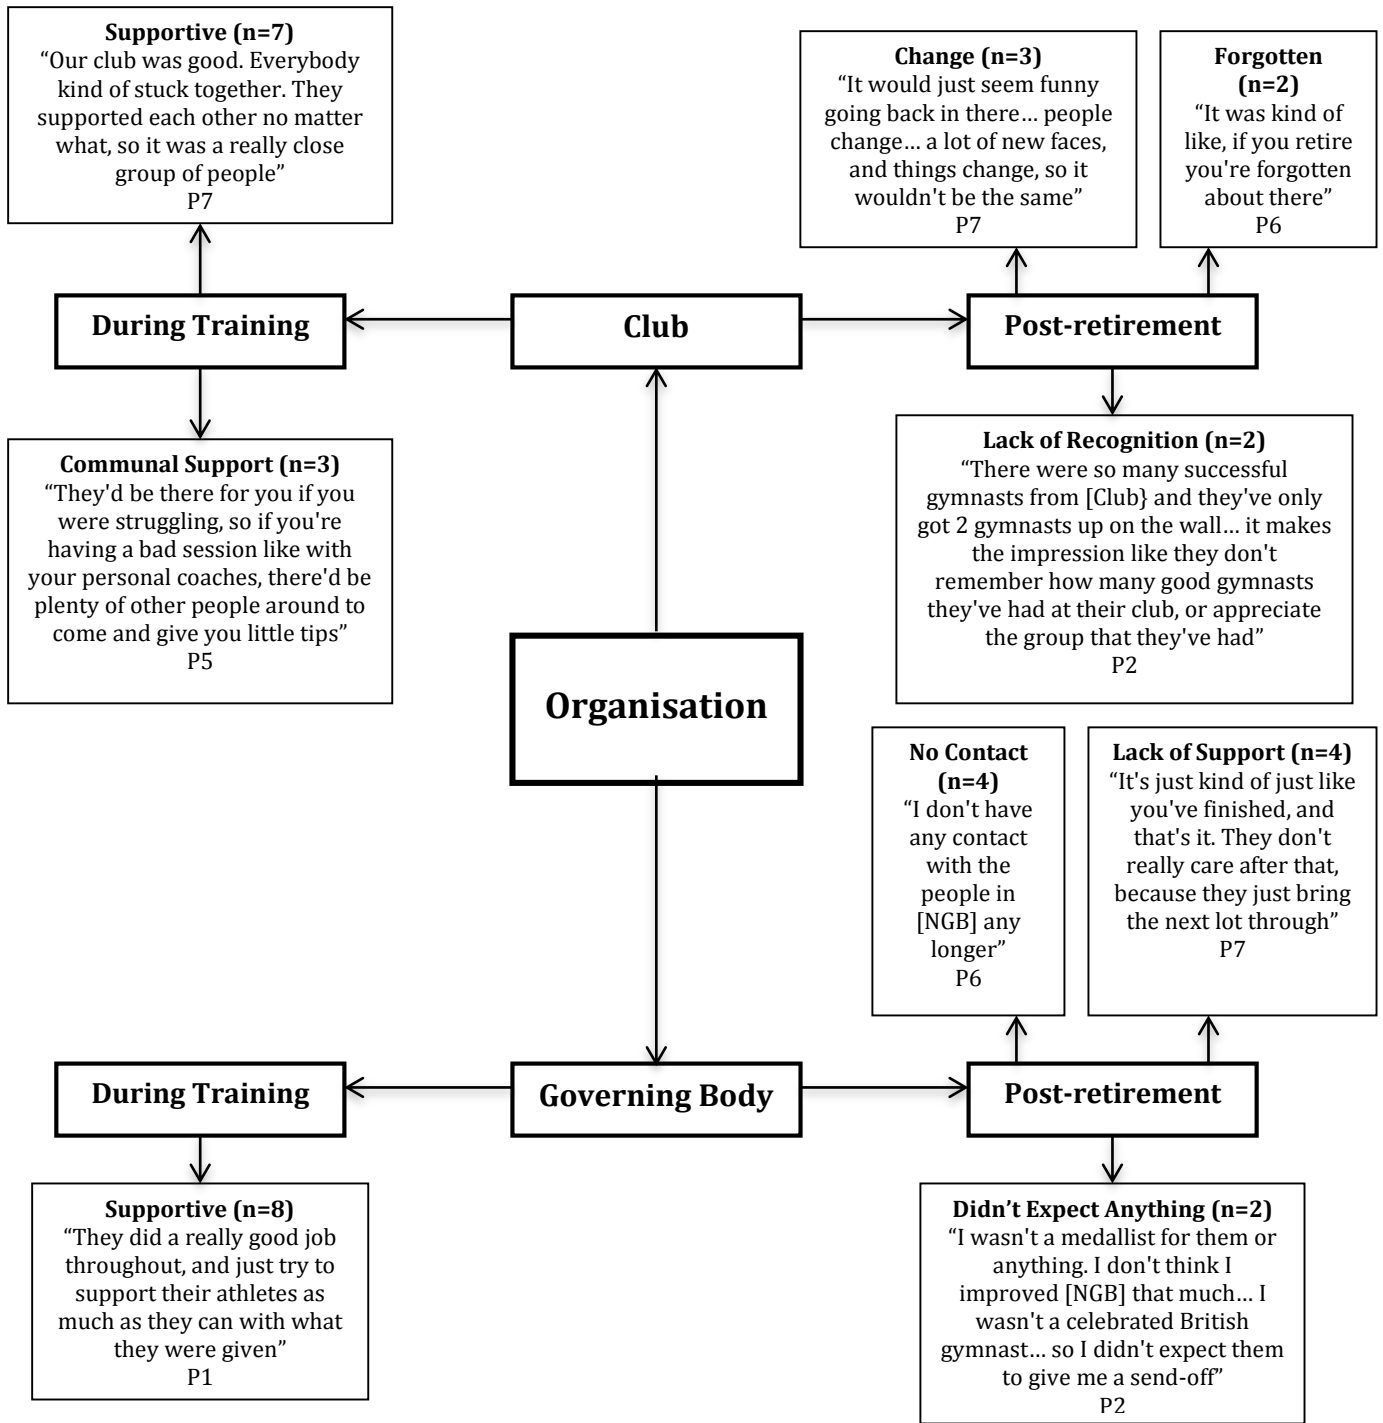 Supportive (n=7)
“Our club was good. Everybody
kind of stuck together. They
supported each other no matter
what, so it was a really close
group of people”
P7
Change (n=3)
“It would just seem funny
going back in there… people
change… a lot of new faces,
and things change, so it
wouldn't be the same”
P7
Forgotten
(n=2)
“It was kind of
like, if you retire
you're forgotten
about there”
P6
During Training
Club
Post-retirement
Communal Support (n=3)
“They'd be there for you if you
were struggling, so if you're
having a bad session like with
your personal coaches, there'd be
plenty of other people around to
come and give you little tips”
P5
Lack of Recognition (n=2)
“There were so many successful
gymnasts from [Club} and they've only
got 2 gymnasts up on the wall… it makes
the impression like they don't
remember how many good gymnasts
they've had at their club, or appreciate
the group that they've had”
P2
Organisation
No Contact
(n=4)
“I don't have
any contact
with the
people in
[NGB] any
longer”
P6
Lack of Support (n=4)
“It's just kind of just like
you've finished, and
that's it. They don't
really care after that,
because they just bring
the next lot through”
P7
During Training
Governing Body
Post-retirement
Supportive (n=8)
“They did a really good job
throughout, and just try to
support their athletes as
much as they can with what
they were given”
P1
Didn’t Expect Anything (n=2)
“I wasn't a medallist for them or
anything. I don't think I
improved [NGB] that much… I
wasn't a celebrated British
gymnast… so I didn't expect them
to give me a send-off”
P2